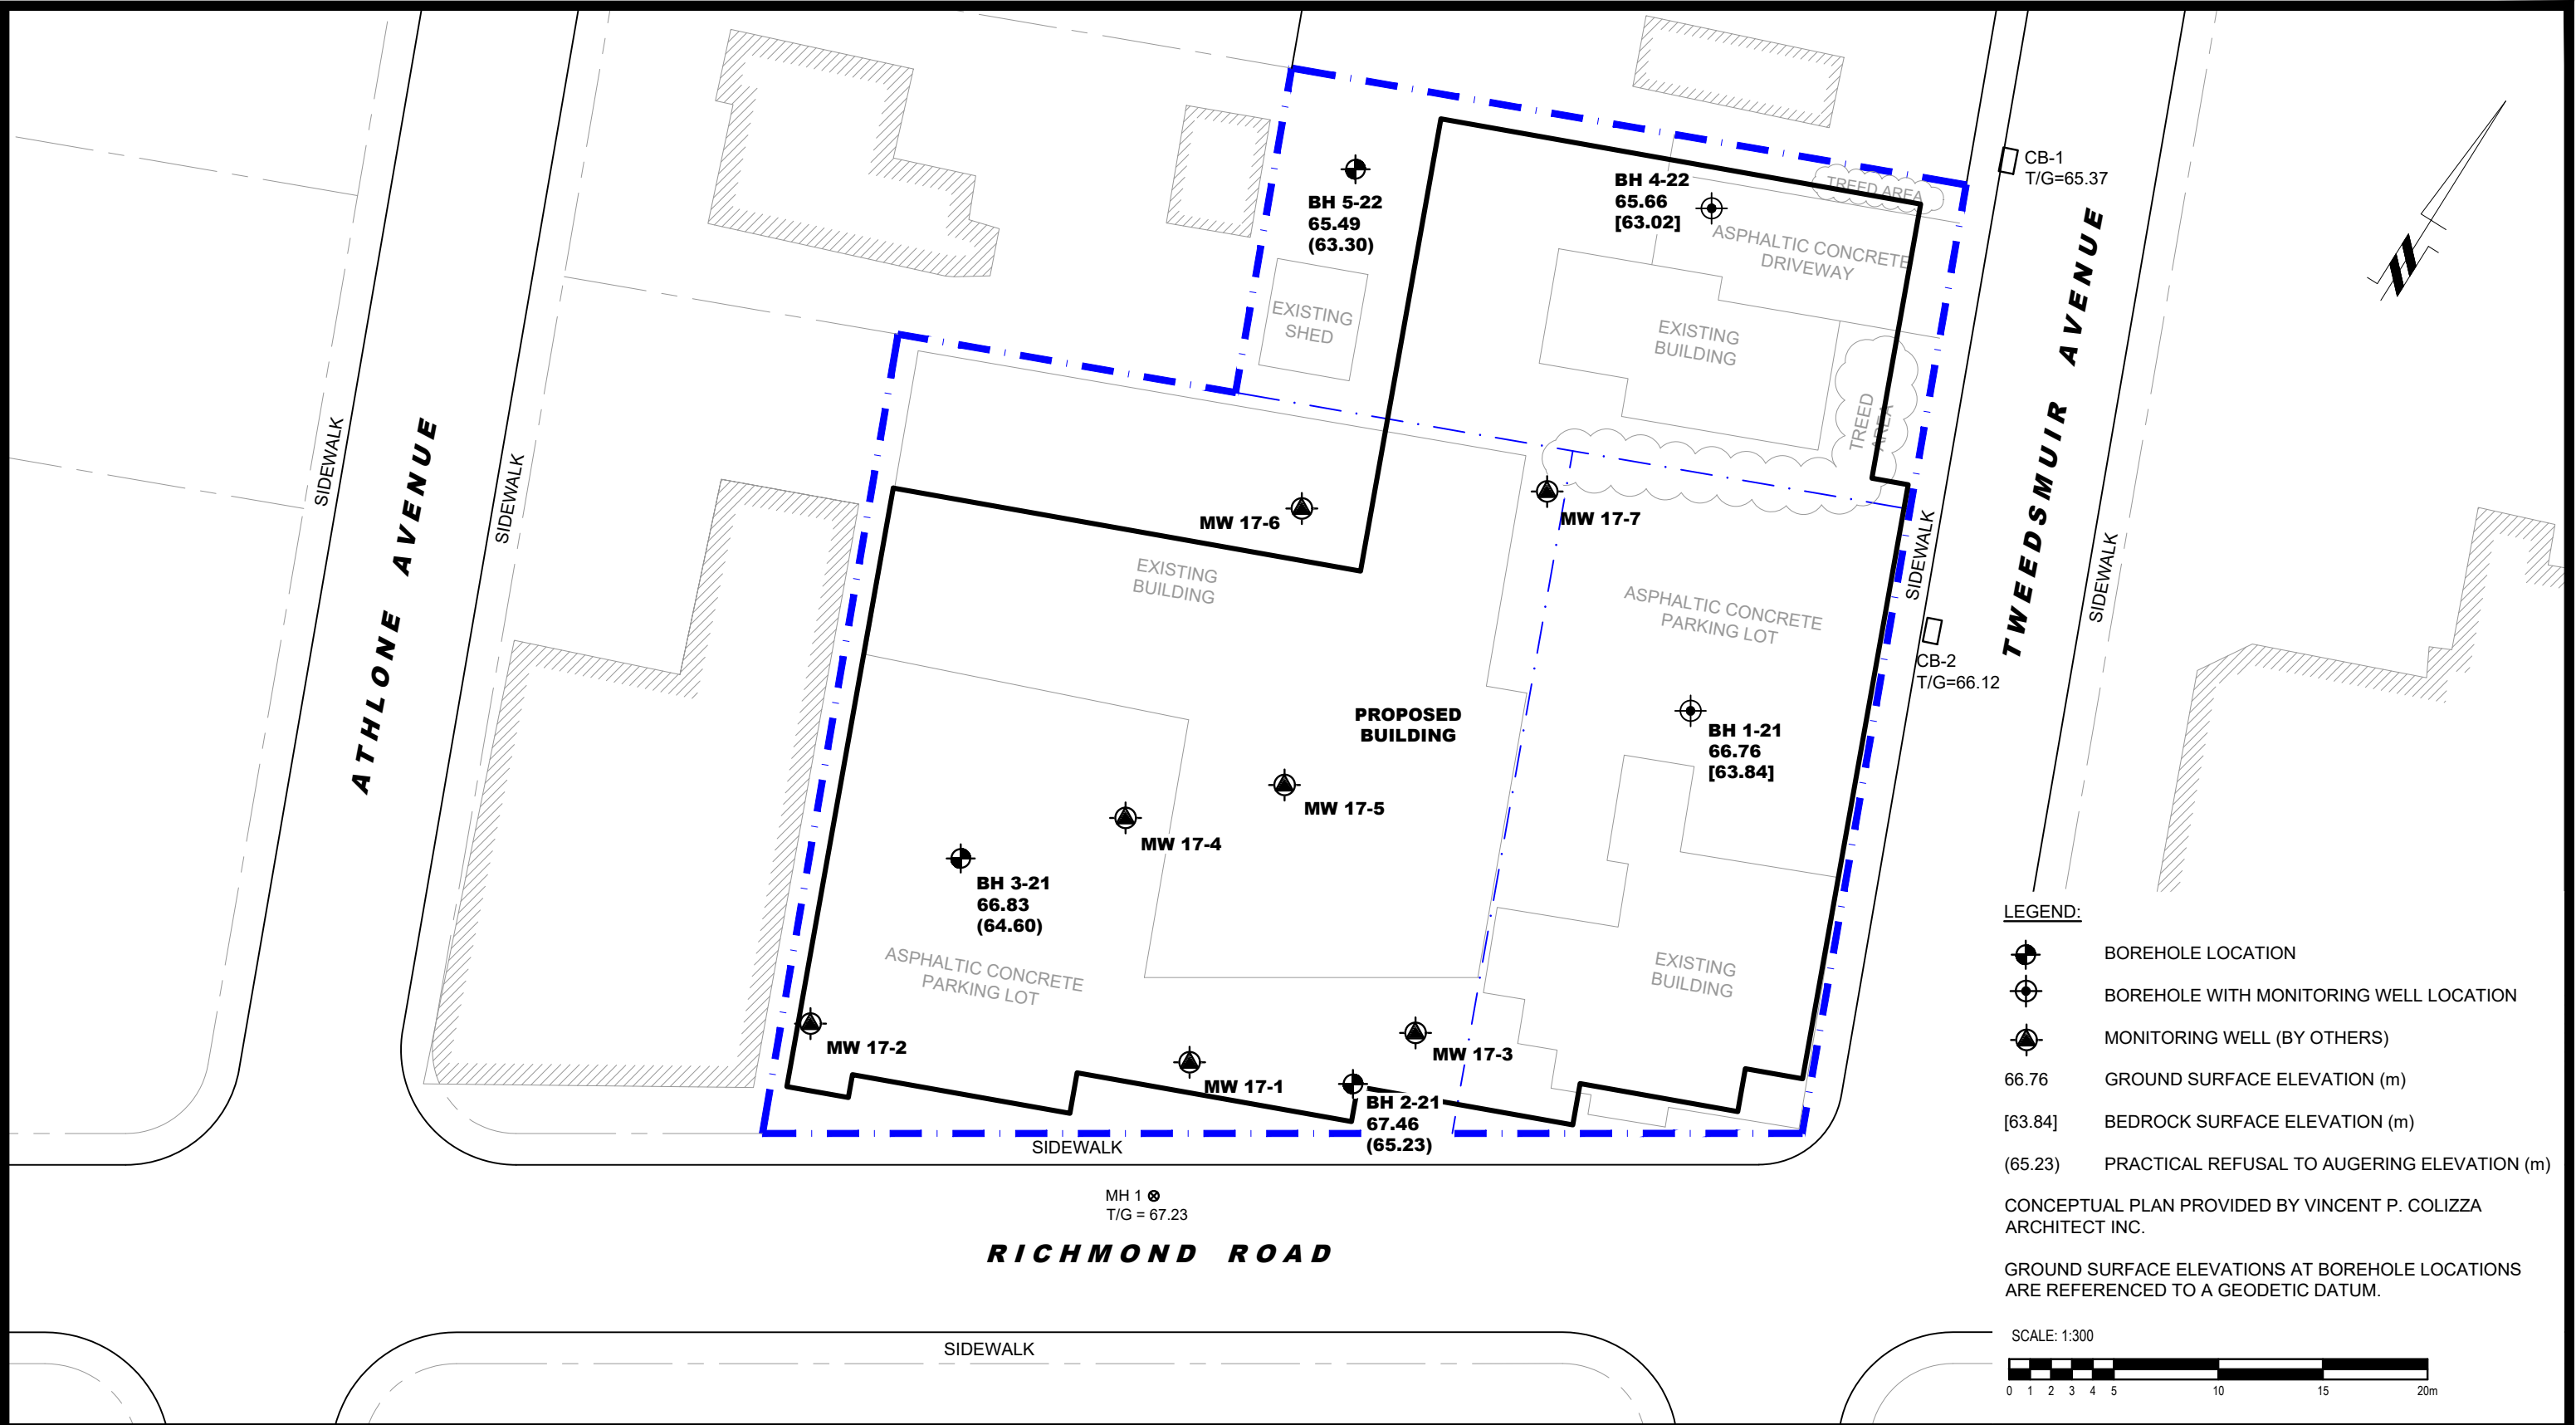 CB-1
T/G=65.37
BH 4-22
65.66
[63.02]
TREED AREA
BH 5-22
65.49
(63.30)
ASPHALTIC CONCRETE
DRIVEWAY
EXISTING
SHED
EXISTING
BUILDING
TREED
AREA
ATHLONE AVENUE
SIDEWALK
SIDEWALK
TWEEDSMUIR AVENUE
SIDEWALK
SIDEWALK
MW 17-6
MW 17-7
EXISTING
BUILDING
ASPHALTIC CONCRETE
PARKING LOT
CB-2
T/G=66.12
PROPOSED
BUILDING
BH 1-21
66.76
[63.84]
MW 17-5
MW 17-4
BH 3-21
66.83
(64.60)
ASPHALTIC CONCRETE
PARKING LOT
EXISTING
BUILDING
MW 17-2
MW 17-1
MW 17-3
BH 2-21
67.46
(65.23)
SIDEWALK
MH 1
T/G = 67.23
RICHMOND ROAD
SIDEWALK
LEGEND:
BOREHOLE LOCATION
BOREHOLE WITH MONITORING WELL LOCATION
MONITORING WELL (BY OTHERS)
66.76 GROUND SURFACE ELEVATION (m)
[63.84] BEDROCK SURFACE ELEVATION (m)
(65.23) PRACTICAL REFUSAL TO AUGERING ELEVATION (m)
CONCEPTUAL PLAN PROVIDED BY VINCENT P. COLIZZA
ARCHITECT INC.
GROUND SURFACE ELEVATIONS AT BOREHOLE LOCATIONS
ARE REFERENCED TO A GEODETIC DATUM.
SCALE: 1:300
0 1 2 3 4 5 10 15 20m